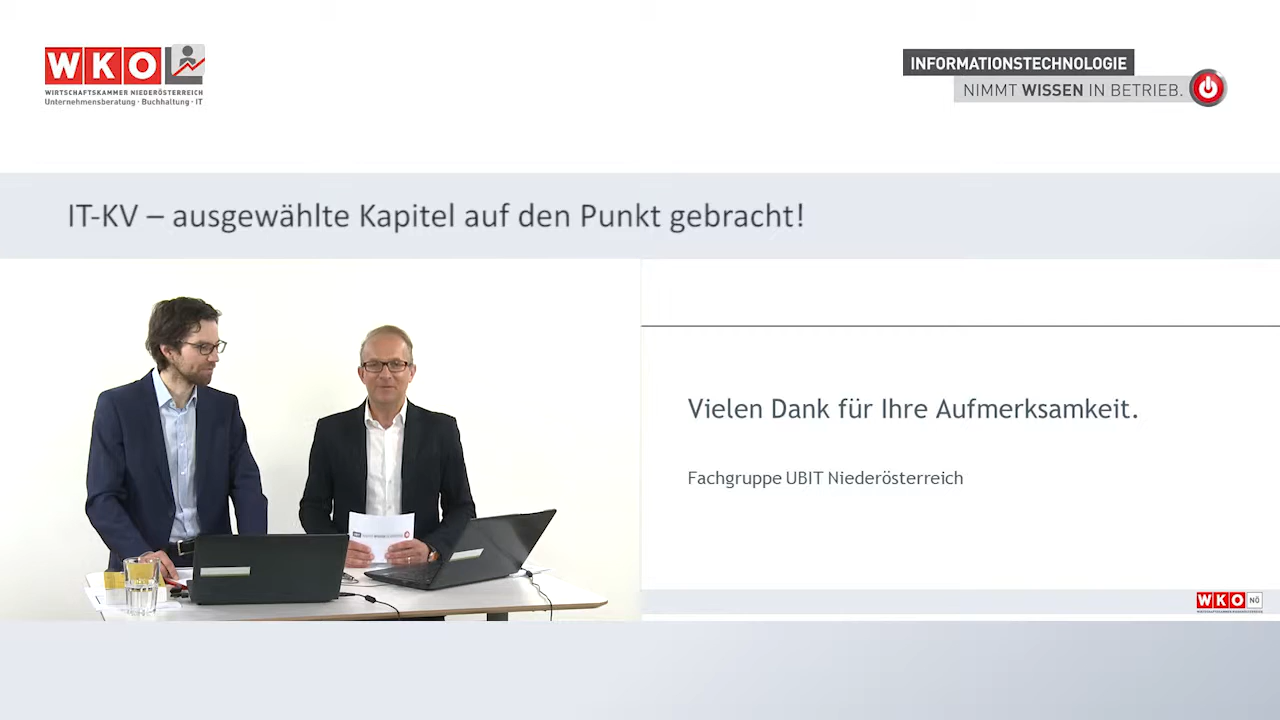 WKO
WIRTSCHAFTSKAMMER NIEDERÖSTERREICH
Unternehmensberatung · Buchhaltung · IT
INFORMATIONSTECHNOLOGIE
NIMMT WISSEN IN BETRIEB.
IT-KV – ausgewählte Kapitel auf den Punkt gebracht!
Vielen Dank für Ihre Aufmerksamkeit.
Fachgruppe UBIT Niederösterreich
WKO NÖ